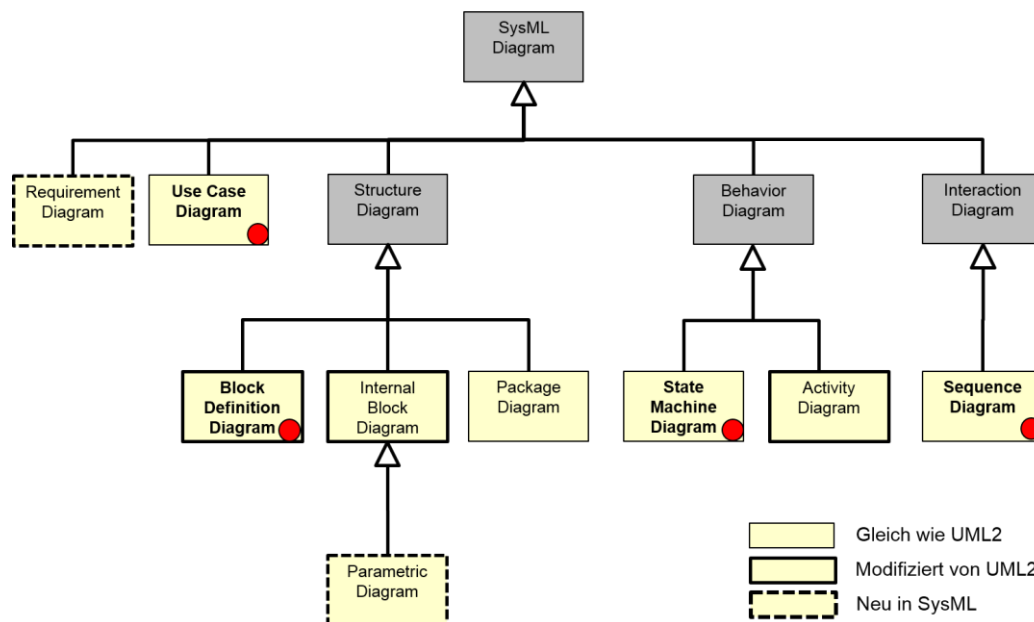 SysML
Diagram
Requirement
Diagram
Use Case
Diagram
Structure
Diagram
Behavior
Diagram
Interaction
Diagram
Block
Definition
Diagram
Internal
Block
Diagram
Package
Diagram
State
Machine
Diagram
Activity
Diagram
Sequence
Diagram
Parametric
Diagram
Gleich wie UML2
Modifiziert von UML2
Neu in SysML